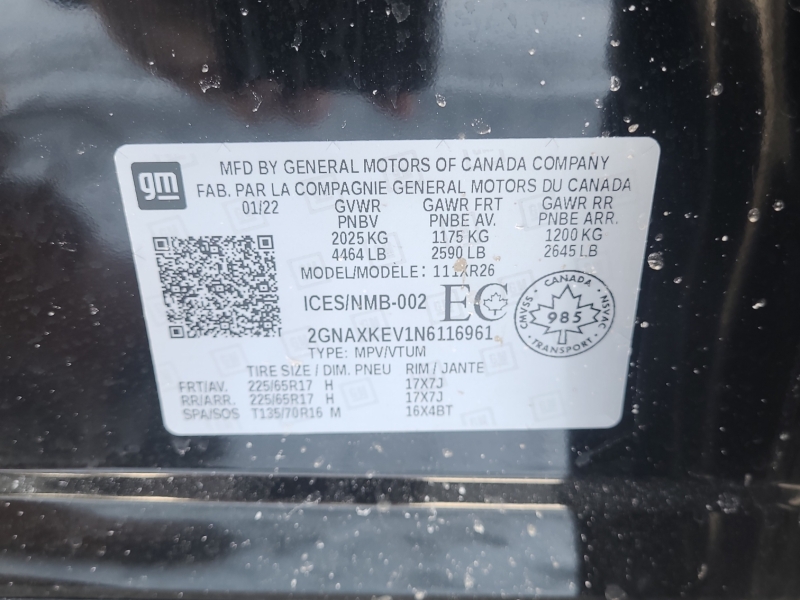 gm
MFD BY GENERAL MOTORS OF CANADA COMPANY
FAB. PAR LA COMPAGNIE GENERAL MOTORS DU CANADA
01/22 GVWR GAWR FRT GAWR RR
PNBV PNBE AV. PNBE ARR.
2025 KG 1175 KG 1200 KG
4464 LB 2590 LB 2645 LB
MODEL/MODÈLE: 111XR26
ICES/NMB-002 EC
CANADA
CMVSS 985 NSVAC
TRANSPORT
2GNAXKEV1N6116961
TYPE: MPV/VTUM
TIRE SIZE / DIM. PNEU RIM / JANTE
FRT/AV. 225/65R17 H 17X7J
RR/ARR. 225/65R17 H 17X7J
SPA/SOS T135/70R16 M 16X4BT